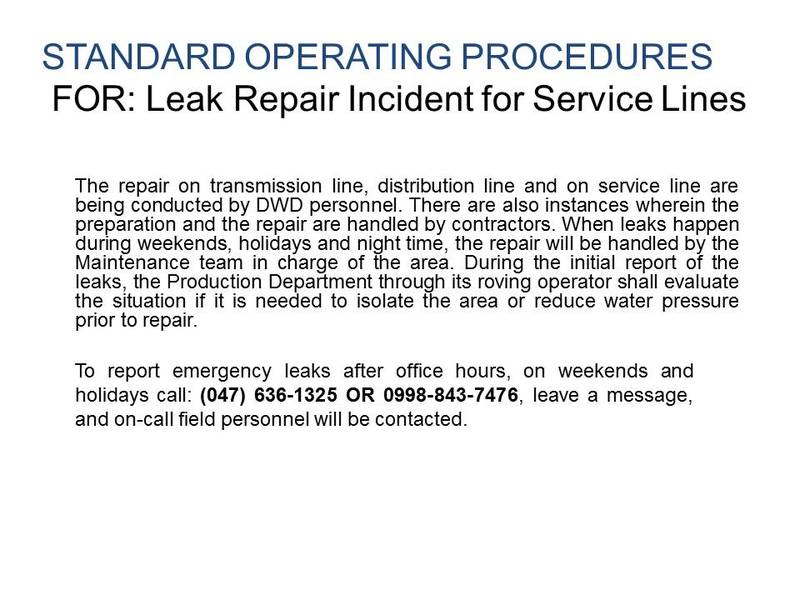 STANDARD OPERATING PROCEDURES
FOR: Leak Repair Incident for Service Lines
The repair on transmission line, distribution line and on service line are
being conducted by DWD personnel. There are also instances wherein the
preparation and the repair are handled by contractors. When leaks happen
during weekends, holidays and night time, the repair will be handled by the
Maintenance team in charge of the area. During the initial report of the
leaks, the Production Department through its roving operator shall evaluate
the situation if it is needed to isolate the area or reduce water pressure
prior to repair.
To report emergency leaks after office hours, on weekends and
holidays call: (047) 636-1325 OR 0998-843-7476, leave a message,
and on-call field personnel will be contacted.